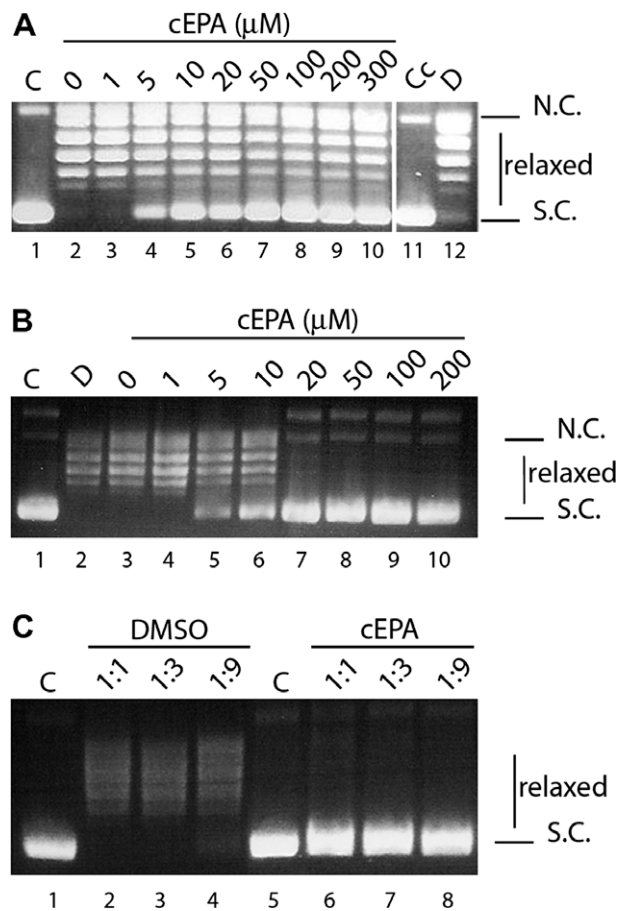 A
cEPA (μM)
C 0 1 5 10 20 50 100 200 300 Cc D
N.C.
relaxed
S.C.
1 2 3 4 5 6 7 8 9 10 11 12
B
cEPA (μM)
C D 0 1 5 10 20 50 100 200
N.C.
relaxed
S.C.
1 2 3 4 5 6 7 8 9 10
C
DMSO cEPA
C 1:1 1:3 1:9 C 1:1 1:3 1:9
relaxed
S.C.
1 2 3 4 5 6 7 8